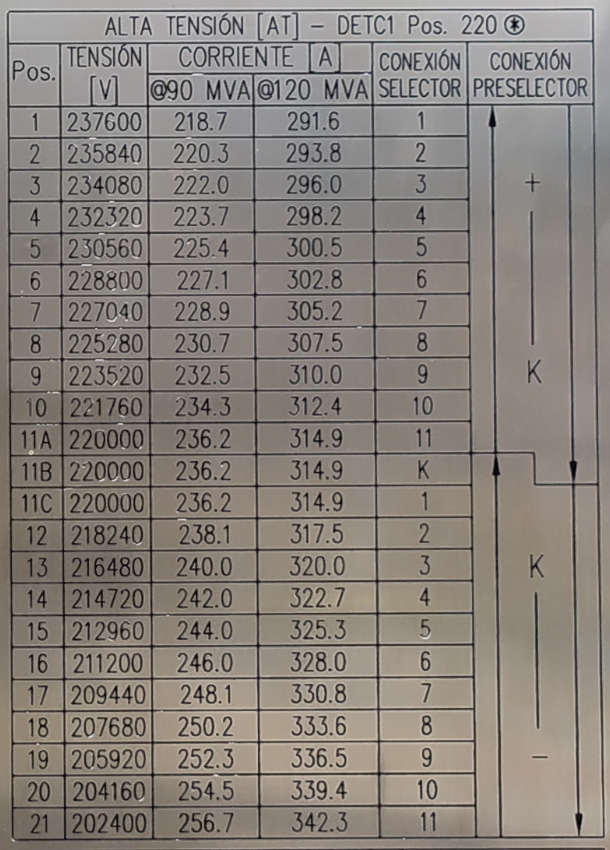 ALTA TENSIÓN [AT] – DETC1 Pos. 220 ⊛
Pos. TENSIÓN [V] CORRIENTE [A] CONEXIÓN SELECTOR CONEXIÓN PRESELECTOR
@90 MVA @120 MVA
1 237600 218.7 291.6 1
2 235840 220.3 293.8 2
3 234080 222.0 296.0 3 +
4 232320 223.7 298.2 4
5 230560 225.4 300.5 5
6 228800 227.1 302.8 6
7 227040 228.9 305.2 7
8 225280 230.7 307.5 8
9 223520 232.5 310.0 9 K
10 221760 234.3 312.4 10
11A 220000 236.2 314.9 11
11B 220000 236.2 314.9 K
11C 220000 236.2 314.9 1
12 218240 238.1 317.5 2
13 216480 240.0 320.0 3 K
14 214720 242.0 322.7 4
15 212960 244.0 325.3 5
16 211200 246.0 328.0 6
17 209440 248.1 330.8 7
18 207680 250.2 333.6 8
19 205920 252.3 336.5 9 –
20 204160 254.5 339.4 10
21 202400 256.7 342.3 11